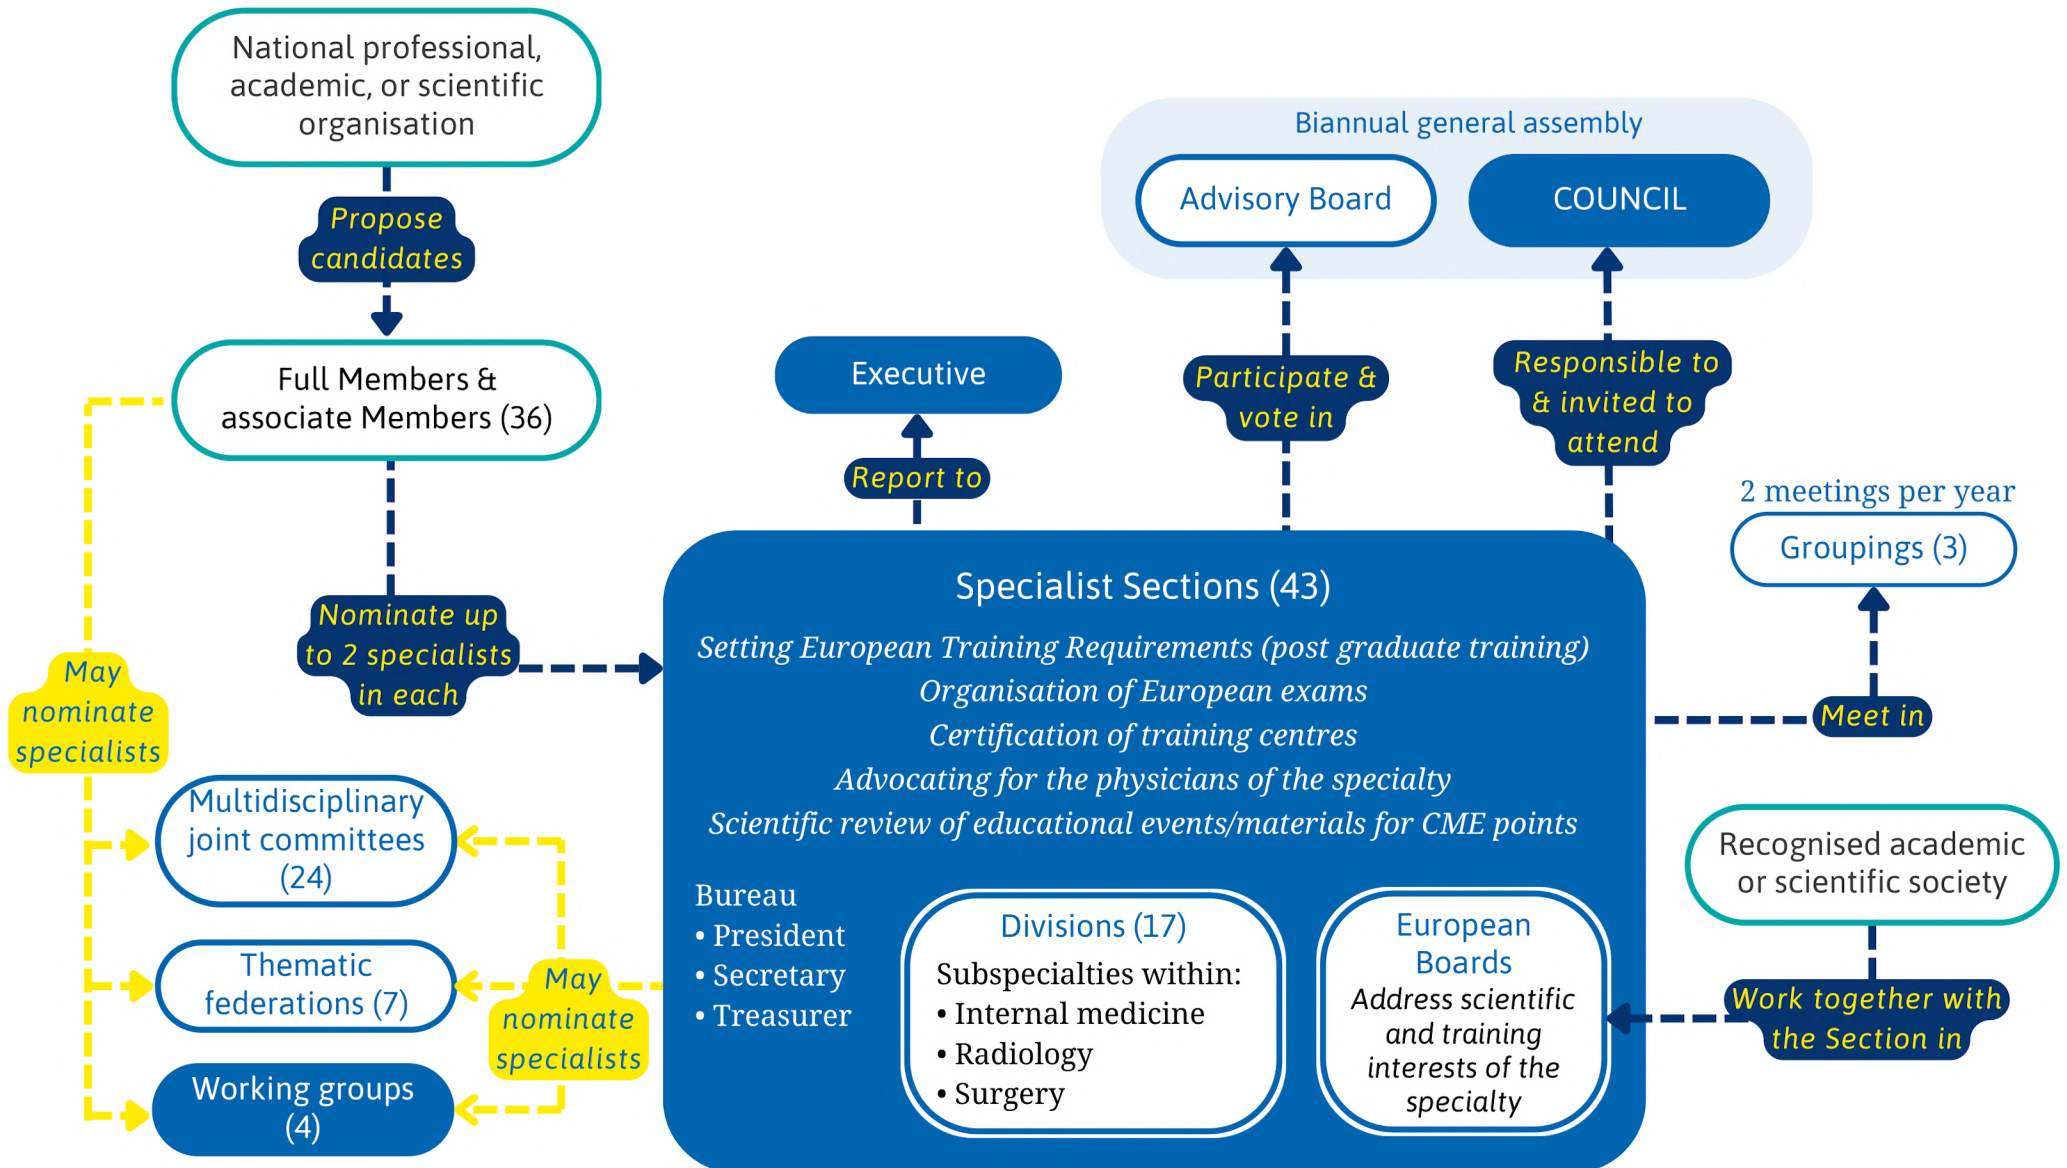 National professional,
academic, or scientific
organisation
Propose
candidates
Full Members &
associate Members (36)
Nominate up
to 2 specialists
in each
May
nominate
specialists
Multidisciplinary
joint committees
(24)
Thematic
federations (7)
Working groups
(4)
May
nominate
specialists
Biannual general assembly
Advisory Board
COUNCIL
Executive
Report to
Participate &
vote in
Responsible to
& invited to
attend
2 meetings per year
Groupings (3)
Meet in
Specialist Sections (43)
Setting European Training Requirements (post graduate training)
Organisation of European exams
Certification of training centres
Advocating for the physicians of the specialty
Scientific review of educational events/materials for CME points
Bureau
• President
• Secretary
• Treasurer
Divisions (17)
Subspecialties within:
• Internal medicine
• Radiology
• Surgery
European
Boards
Address scientific
and training
interests of the
specialty
Recognised academic
or scientific society
Work together with
the Section in